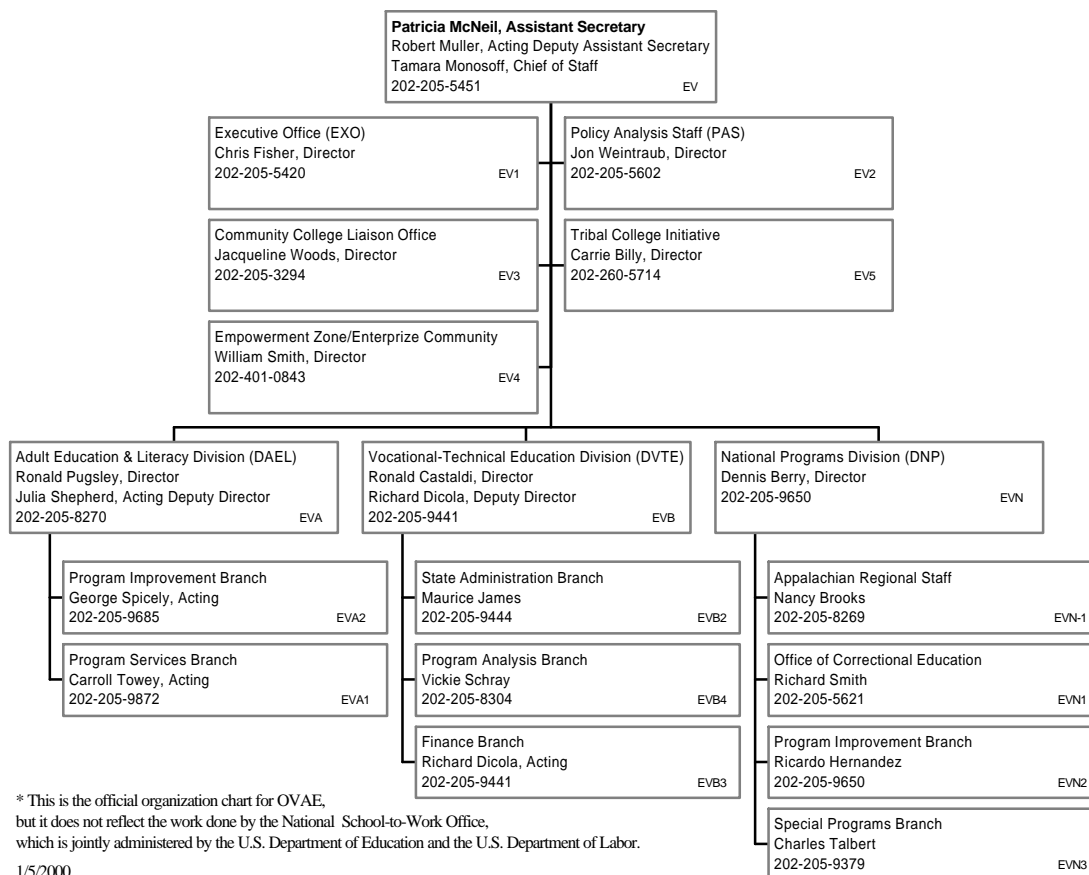 Patricia McNeil, Assistant Secretary
Robert Muller, Acting Deputy Assistant Secretary
Tamara Monosoff, Chief of Staff
202-205-5451 EV
Executive Office (EXO)
Chris Fisher, Director
202-205-5420 EV1
Policy Analysis Staff (PAS)
Jon Weintraub, Director
202-205-5602 EV2
Community College Liaison Office
Jacqueline Woods, Director
202-205-3294 EV3
Tribal College Initiative
Carrie Billy, Director
202-260-5714 EV5
Empowerment Zone/Enterprize Community
William Smith, Director
202-401-0843 EV4
Adult Education & Literacy Division (DAEL)
Ronald Pugsley, Director
Julia Shepherd, Acting Deputy Director
202-205-8270 EVA
Program Improvement Branch
George Spicely, Acting
202-205-9685 EVA2
Program Services Branch
Carroll Towey, Acting
202-205-9872 EVA1
Vocational-Technical Education Division (DVTE)
Ronald Castaldi, Director
Richard Dicola, Deputy Director
202-205-9441 EVB
State Administration Branch
Maurice James
202-205-9444 EVB2
Program Analysis Branch
Vickie Schray
202-205-8304 EVB4
Finance Branch
Richard Dicola, Acting
202-205-9441 EVB3
National Programs Division (DNP)
Dennis Berry, Director
202-205-9650 EVN
Appalachian Regional Staff
Nancy Brooks
202-205-8269 EVN-1
Office of Correctional Education
Richard Smith
202-205-5621 EVN1
Program Improvement Branch
Ricardo Hernandez
202-205-9650 EVN2
Special Programs Branch
Charles Talbert
202-205-9379 EVN3
* This is the official organization chart for OVAE,
but it does not reflect the work done by the National School-to-Work Office,
which is jointly administered by the U.S. Department of Education and the U.S. Department of Labor.
1/5/2000